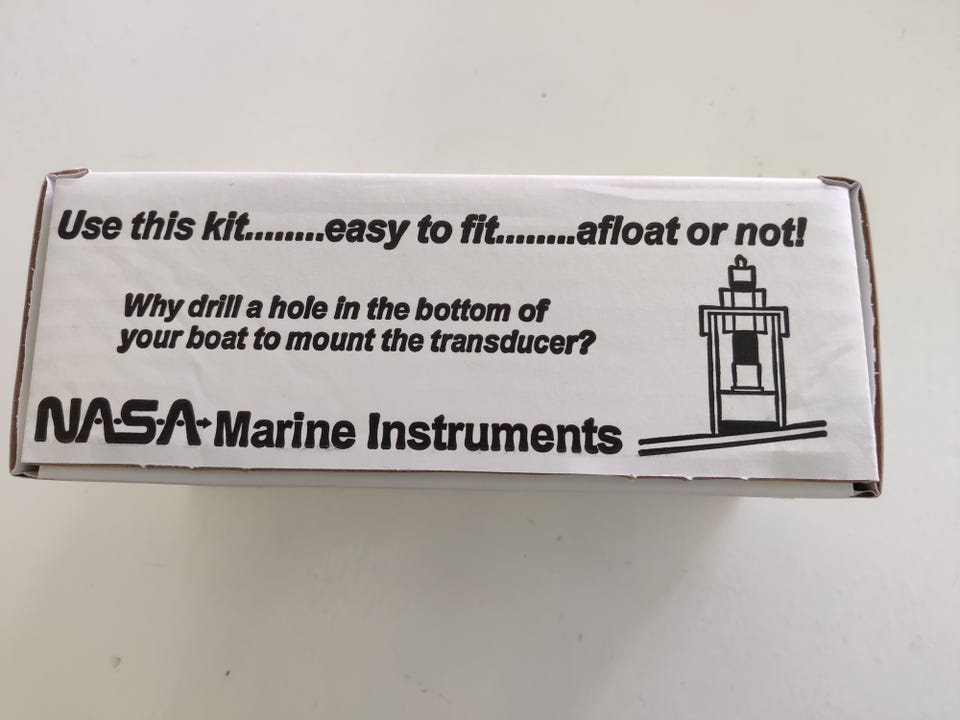 Use this kit........easy to fit........afloat or not!
Why drill a hole in the bottom of
your boat to mount the transducer?
NASA Marine Instruments